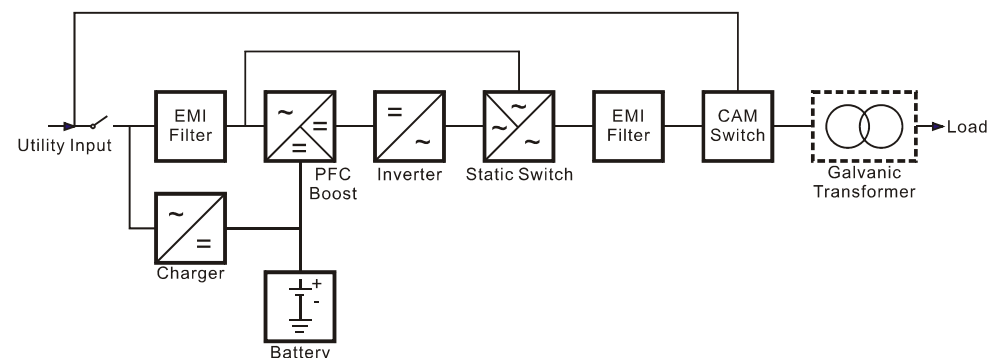 EMI
Filter
~
=
=
=
~
~
~
~
EMI
Filter
CAM
Switch
Load
Utility Input
PFC
Boost
Inverter
Static Switch
Galvanic
Transformer
~
=
Charger
+
-
Battery